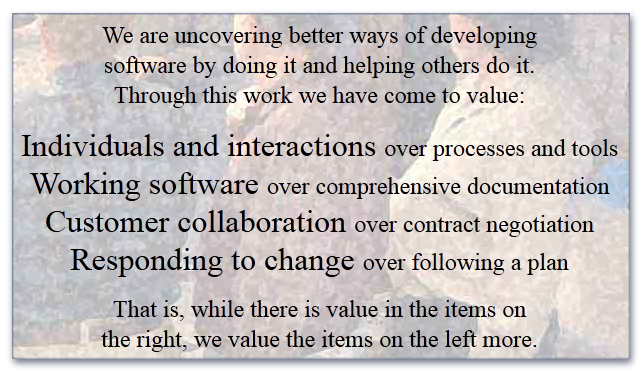 We are uncovering better ways of developing
software by doing it and helping others do it.
Through this work we have come to value:
Individuals and interactions over processes and tools
Working software over comprehensive documentation
Customer collaboration over contract negotiation
Responding to change over following a plan
That is, while there is value in the items on
the right, we value the items on the left more.